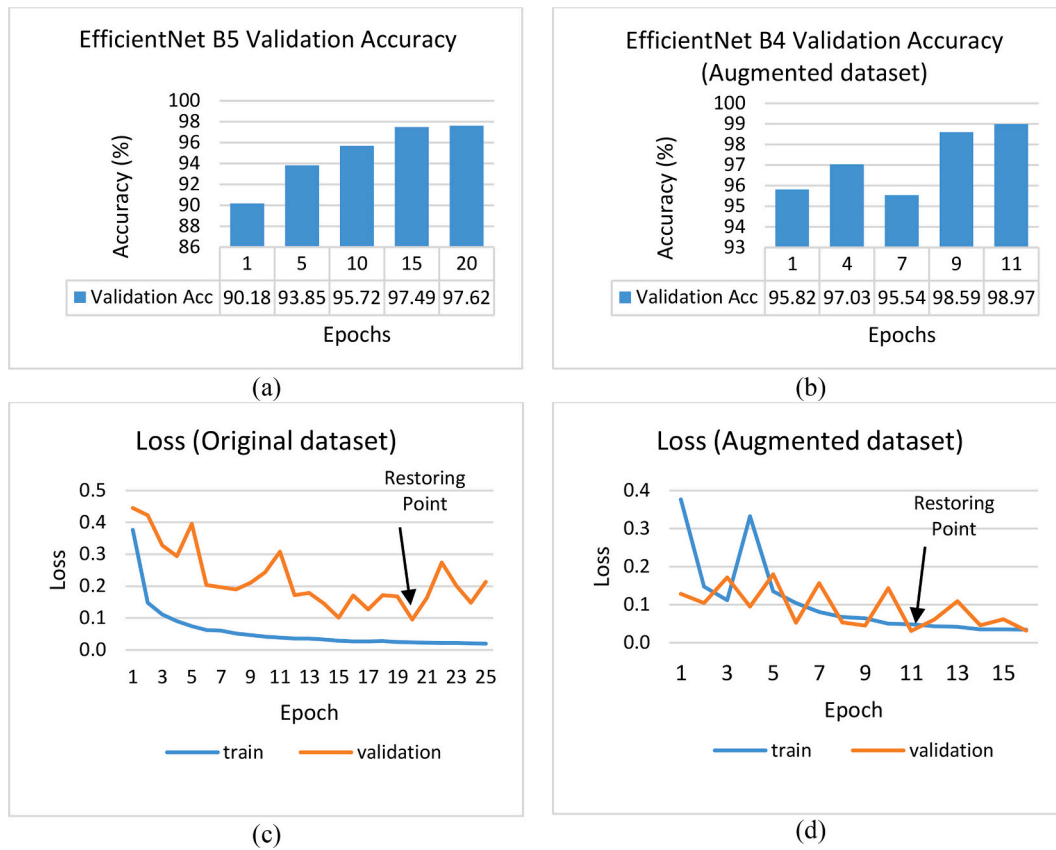 EfficientNet B5 Validation Accuracy
100
98
96
94
92
90
88
86
Accuracy (%)
1 5 10 15 20
Validation Acc 90.18 93.85 95.72 97.49 97.62
Epochs
(a)
EfficientNet B4 Validation Accuracy
(Augmented dataset)
100
99
98
97
96
95
94
93
Accuracy (%)
1 4 7 9 11
Validation Acc 95.82 97.03 95.54 98.59 98.97
Epochs
(b)
Loss (Original dataset)
Restoring
Point
0.5
0.4
0.3
0.2
0.1
0.0
Loss
1 3 5 7 9 11 13 15 17 19 21 23 25
Epoch
train validation
(c)
Loss (Augmented dataset)
Restoring
Point
0.4
0.3
0.2
0.1
0.0
Loss
1 3 5 7 9 11 13 15
Epoch
train validation
(d)